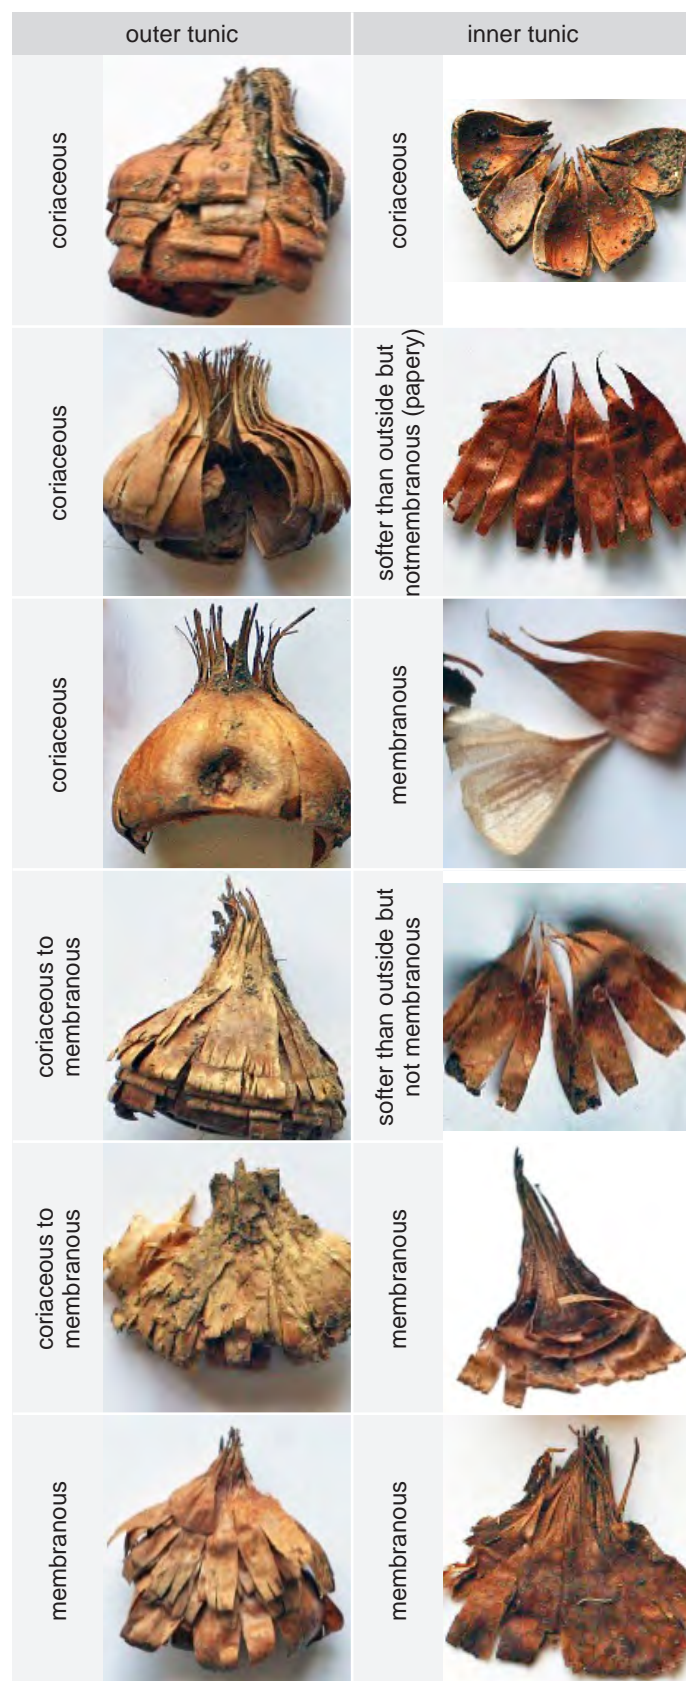 outer tunic
inner tunic
coriaceous
coriaceous
coriaceous
softer than outside but
notmembranous (papery)
coriaceous
membranous
coriaceous to
membranous
softer than outside but
not membranous
coriaceous to
membranous
membranous
membranous
membranous